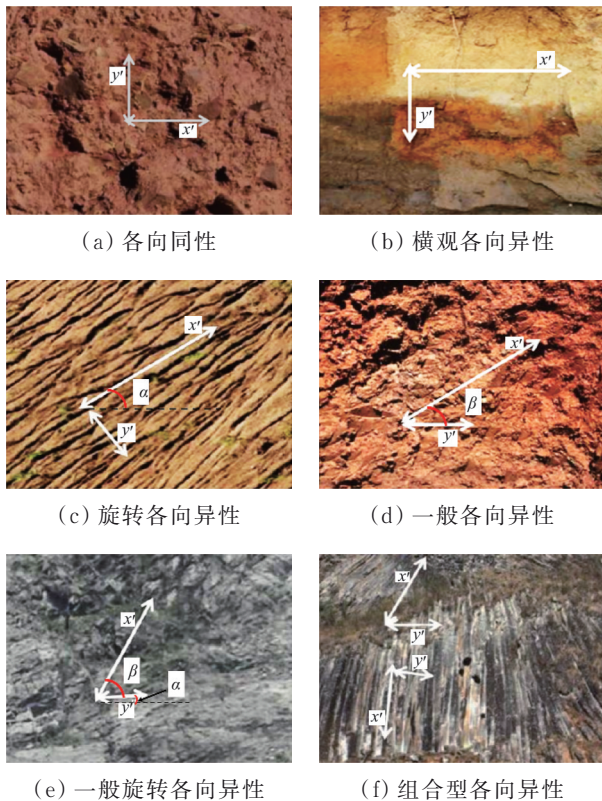 y′
x′
x′
y′
(a) 各向同性
(b) 横观各向异性
x′
α
y′
x′
β
y′
(c) 旋转各向异性
(d) 一般各向异性
x′
β
α
y′
x′
y′
y′
x′
(e) 一般旋转各向异性
(f) 组合型各向异性